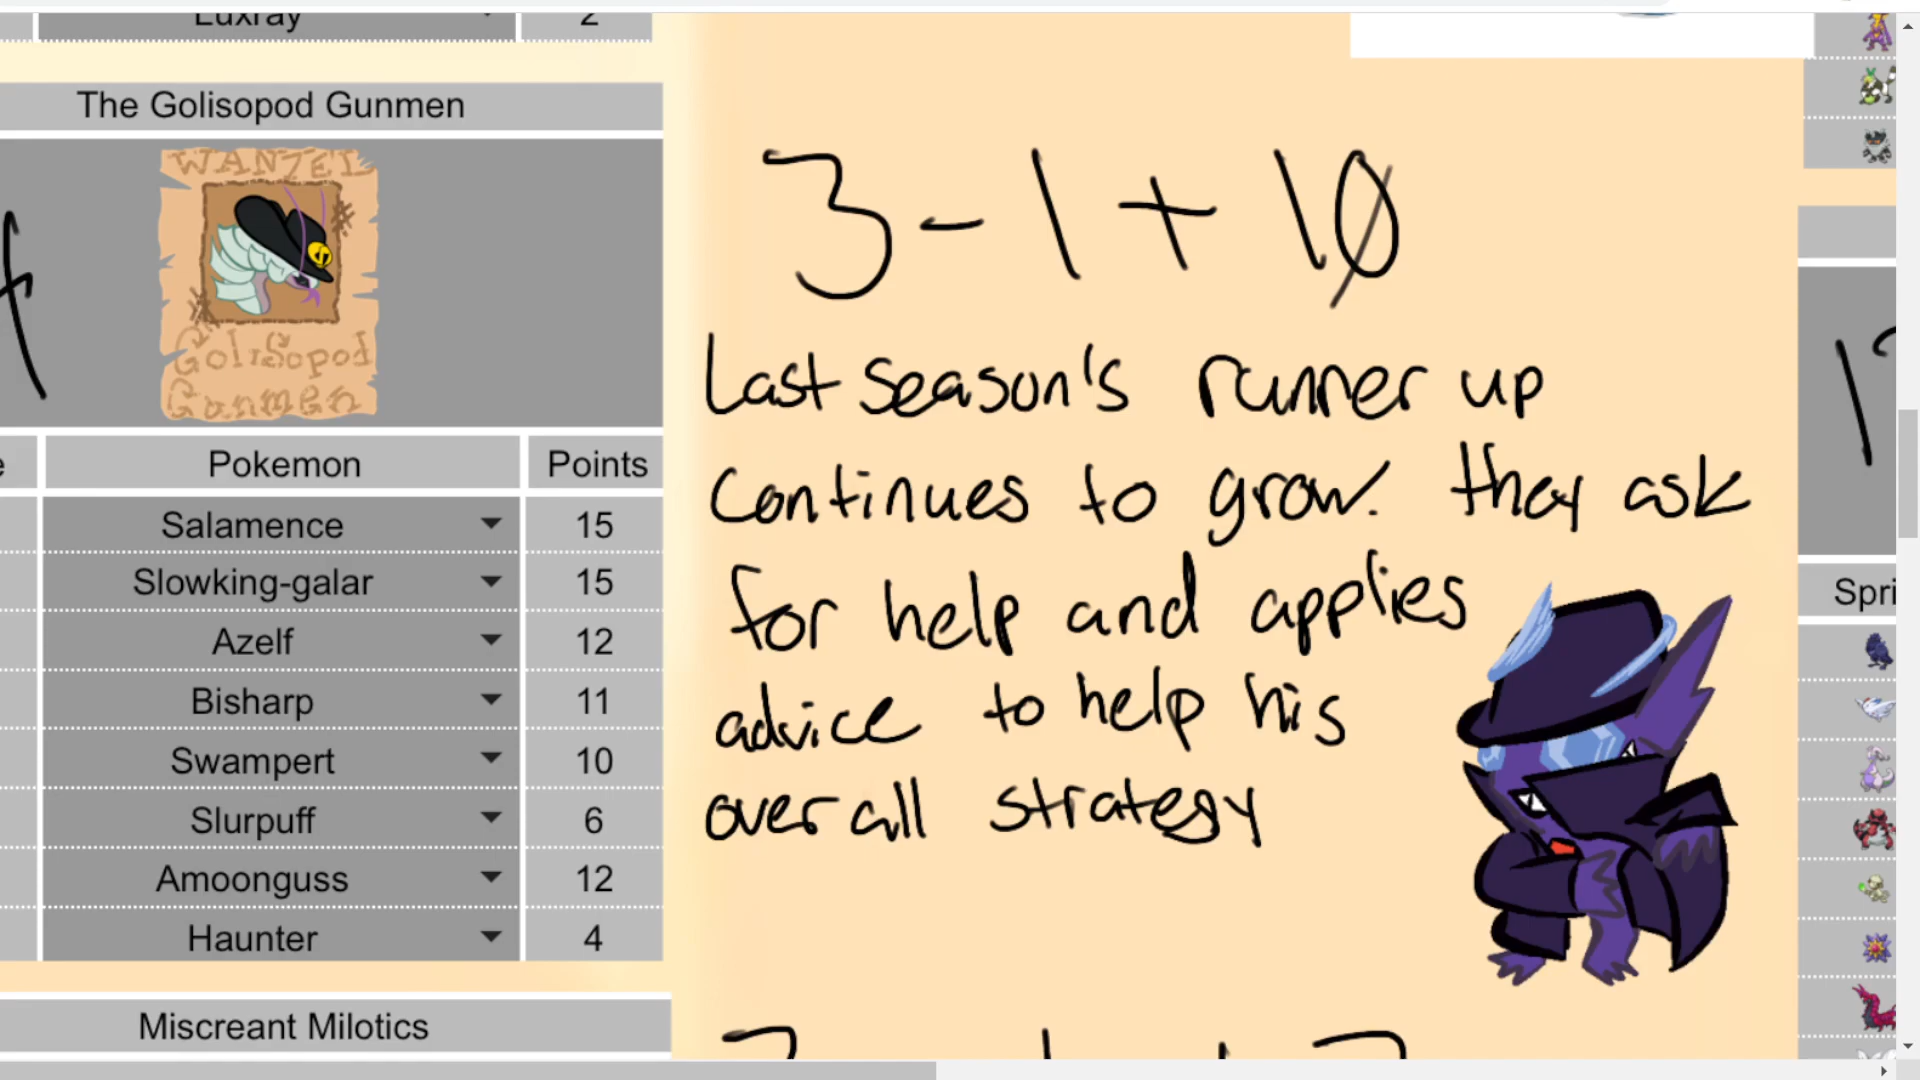 Luxray 2
The Golisopod Gunmen
WANTED
GoliSopod
Gunmen
Pokemon Points
Salamence 15
Slowking-galar 15
Azelf 12
Bisharp 11
Swampert 10
Slurpuff 6
Amoonguss 12
Haunter 4
Miscreant Milotics
3-1 + 10
Last season's runner up
continues to grow. they ask
for help and applies
advice to help his
overall strategy
Spri